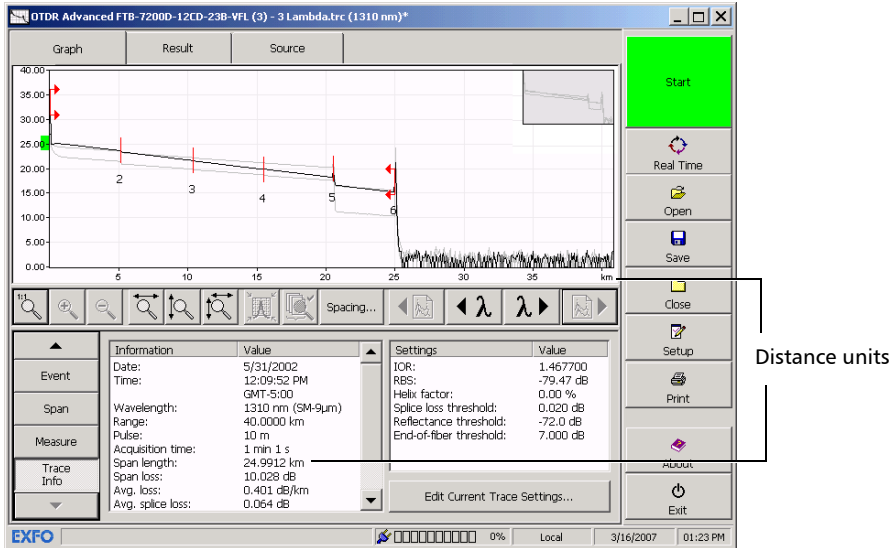 OTDR Advanced FTB-7200D-12CD-23B-VFL (3) - 3 Lambda.trc (1310 nm)*
Graph
Result
Source
Start
40.00
35.00
30.00
25.00
20.00
15.00
10.00
5.00
0.00
2
3
4
5
6
5
10
15
20
25
30
35
km
Real Time
Open
Save
Close
Setup
Print
About
Exit
Distance units
1:1
Spacing...
λ
λ
Event
Span
Measure
Trace
Info
Information Value
Date: 5/31/2002
Time: 12:09:52 PM
GMT-5:00
Wavelength: 1310 nm (SM-9µm)
Range: 40.0000 km
Pulse: 10 m
Acquisition time: 1 min 1 s
Span length: 24.9912 km
Span loss: 10.028 dB
Avg. loss: 0.401 dB/km
Avg. splice loss: 0.064 dB
Settings Value
IOR: 1.467700
RBS: -79.47 dB
Helix factor: 0.00 %
Splice loss threshold: 0.020 dB
Reflectance threshold: -72.0 dB
End-of-fiber threshold: 7.000 dB
Edit Current Trace Settings...
EXFO
0%
Local
3/16/2007
01:23 PM